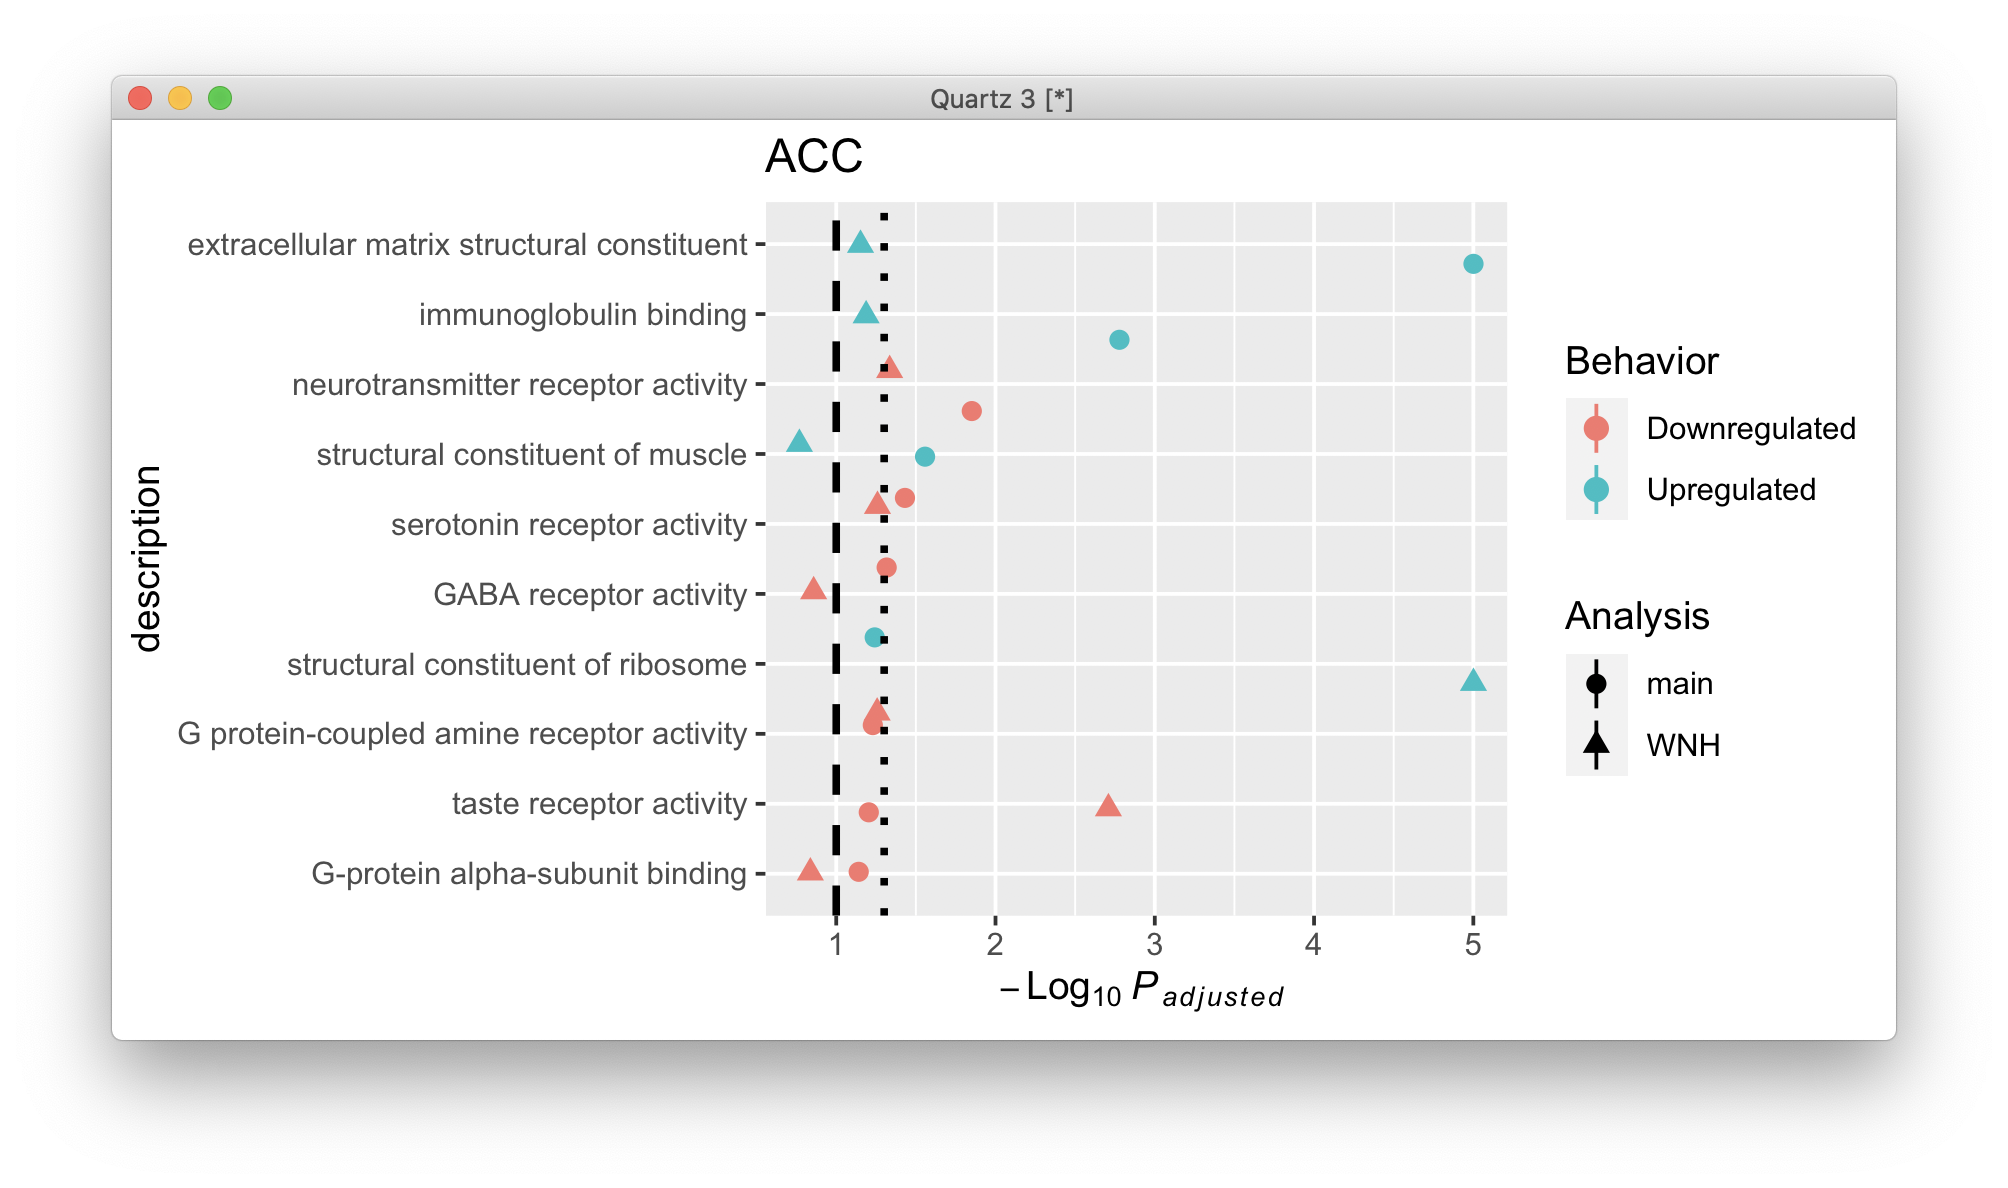 Quartz 3 [*]
ACC
extracellular matrix structural constituent
immunoglobulin binding
neurotransmitter receptor activity
structural constituent of muscle
serotonin receptor activity
GABA receptor activity
structural constituent of ribosome
G protein-coupled amine receptor activity
taste receptor activity
G-protein alpha-subunit binding
description
1 2 3 4 5
−Log10 P adjusted
Behavior
Downregulated
Upregulated
Analysis
main
WNH